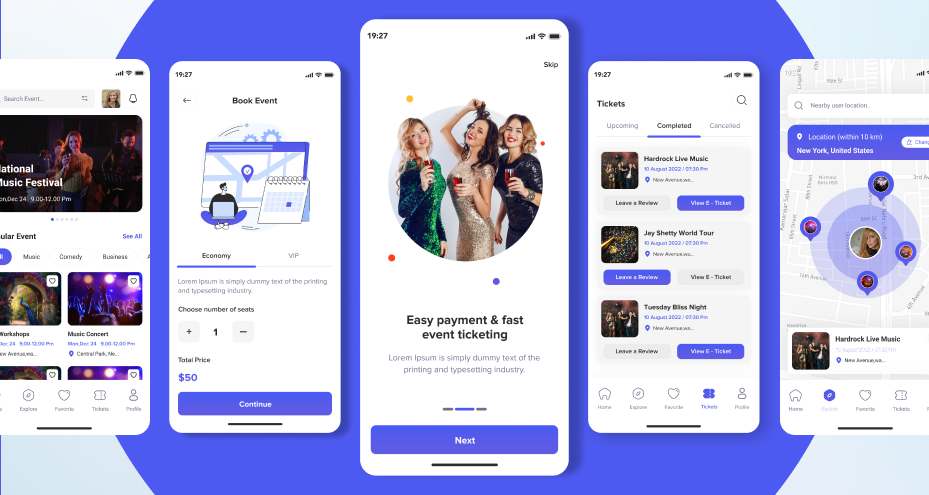 Search Event...
ational
usic Festival
on,Dec 24 9.00-12.00 Pm
ular Event
See All
Music
Comedy
Business
Workshops
Dec 24 9.00-12.00 Pm
ew Avenue,wa...
Music Concert
Mon,Dec 24 9.00-12.00 Pm
Central Park, Ne...
Explore
Favorite
Tickets
Profile
19:27
Book Event
Economy
VIP
Lorem Ipsum is simply dummy text of the printing
and typesetting industry.
Choose number of seats
+ 1 —
Total Price
$50
Continue
19:27
Skip
Easy payment & fast
event ticketing
Lorem Ipsum is simply dummy text of the
printing and typesetting industry.
Next
19:27
Tickets
Upcoming
Completed
Cancelled
Hardrock Live Music
10 August 2022 / 07:30 Pm
New Avenue,wa...
Leave a Review
View E - Ticket
Jay Shetty World Tour
10 August 2022 / 07:30 Pm
New Avenue,wa...
Leave a Review
View E - Ticket
Tuesday Bliss Night
10 August 2022 / 07:30 Pm
New Avenue,wa...
Leave a Review
View E - Ticket
Home
Explore
Favorite
Tickets
Profile
Nearby user location
Location (within 10 km)
New York, United States
Chang
Hardrock Live Music
10 August 2022 / 07:30 Pm
New Avenue,wa...
Home
Explore
Favorite
Tickets